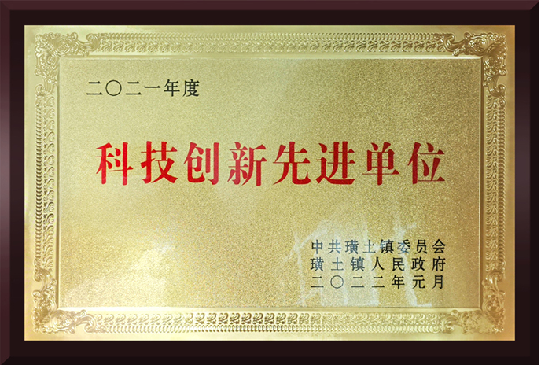 二〇二一年度
科技创新先进单位
中共璜土镇委员会
璜土镇人民政府
二〇二二年元月